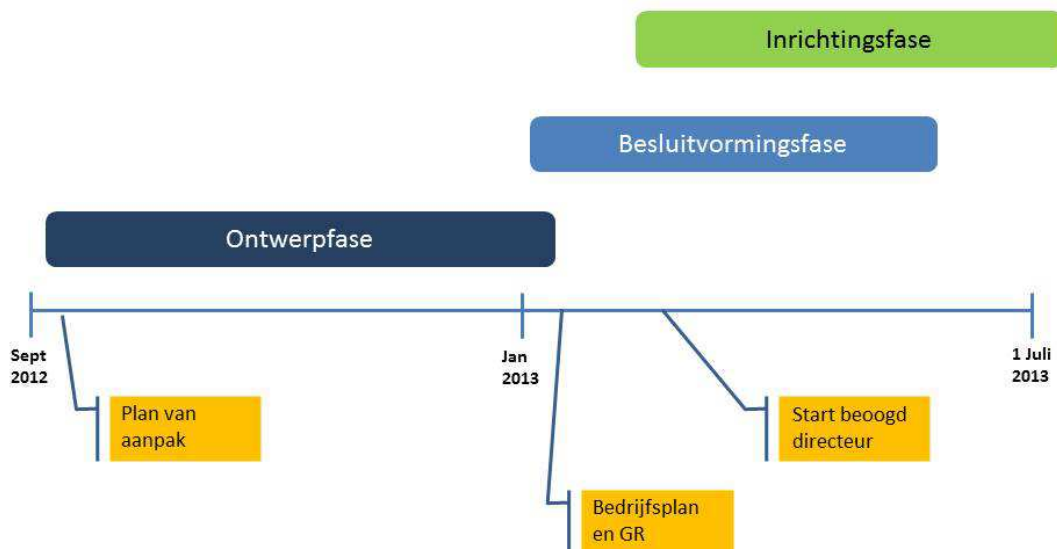 Inrichtingsfase
Besluitvormingsfase
Ontwerpfase
Sept
2012
Jan
2013
1 Juli
2013
Plan van
aanpak
Start beoogd
directeur
Bedrijfsplan
en GR